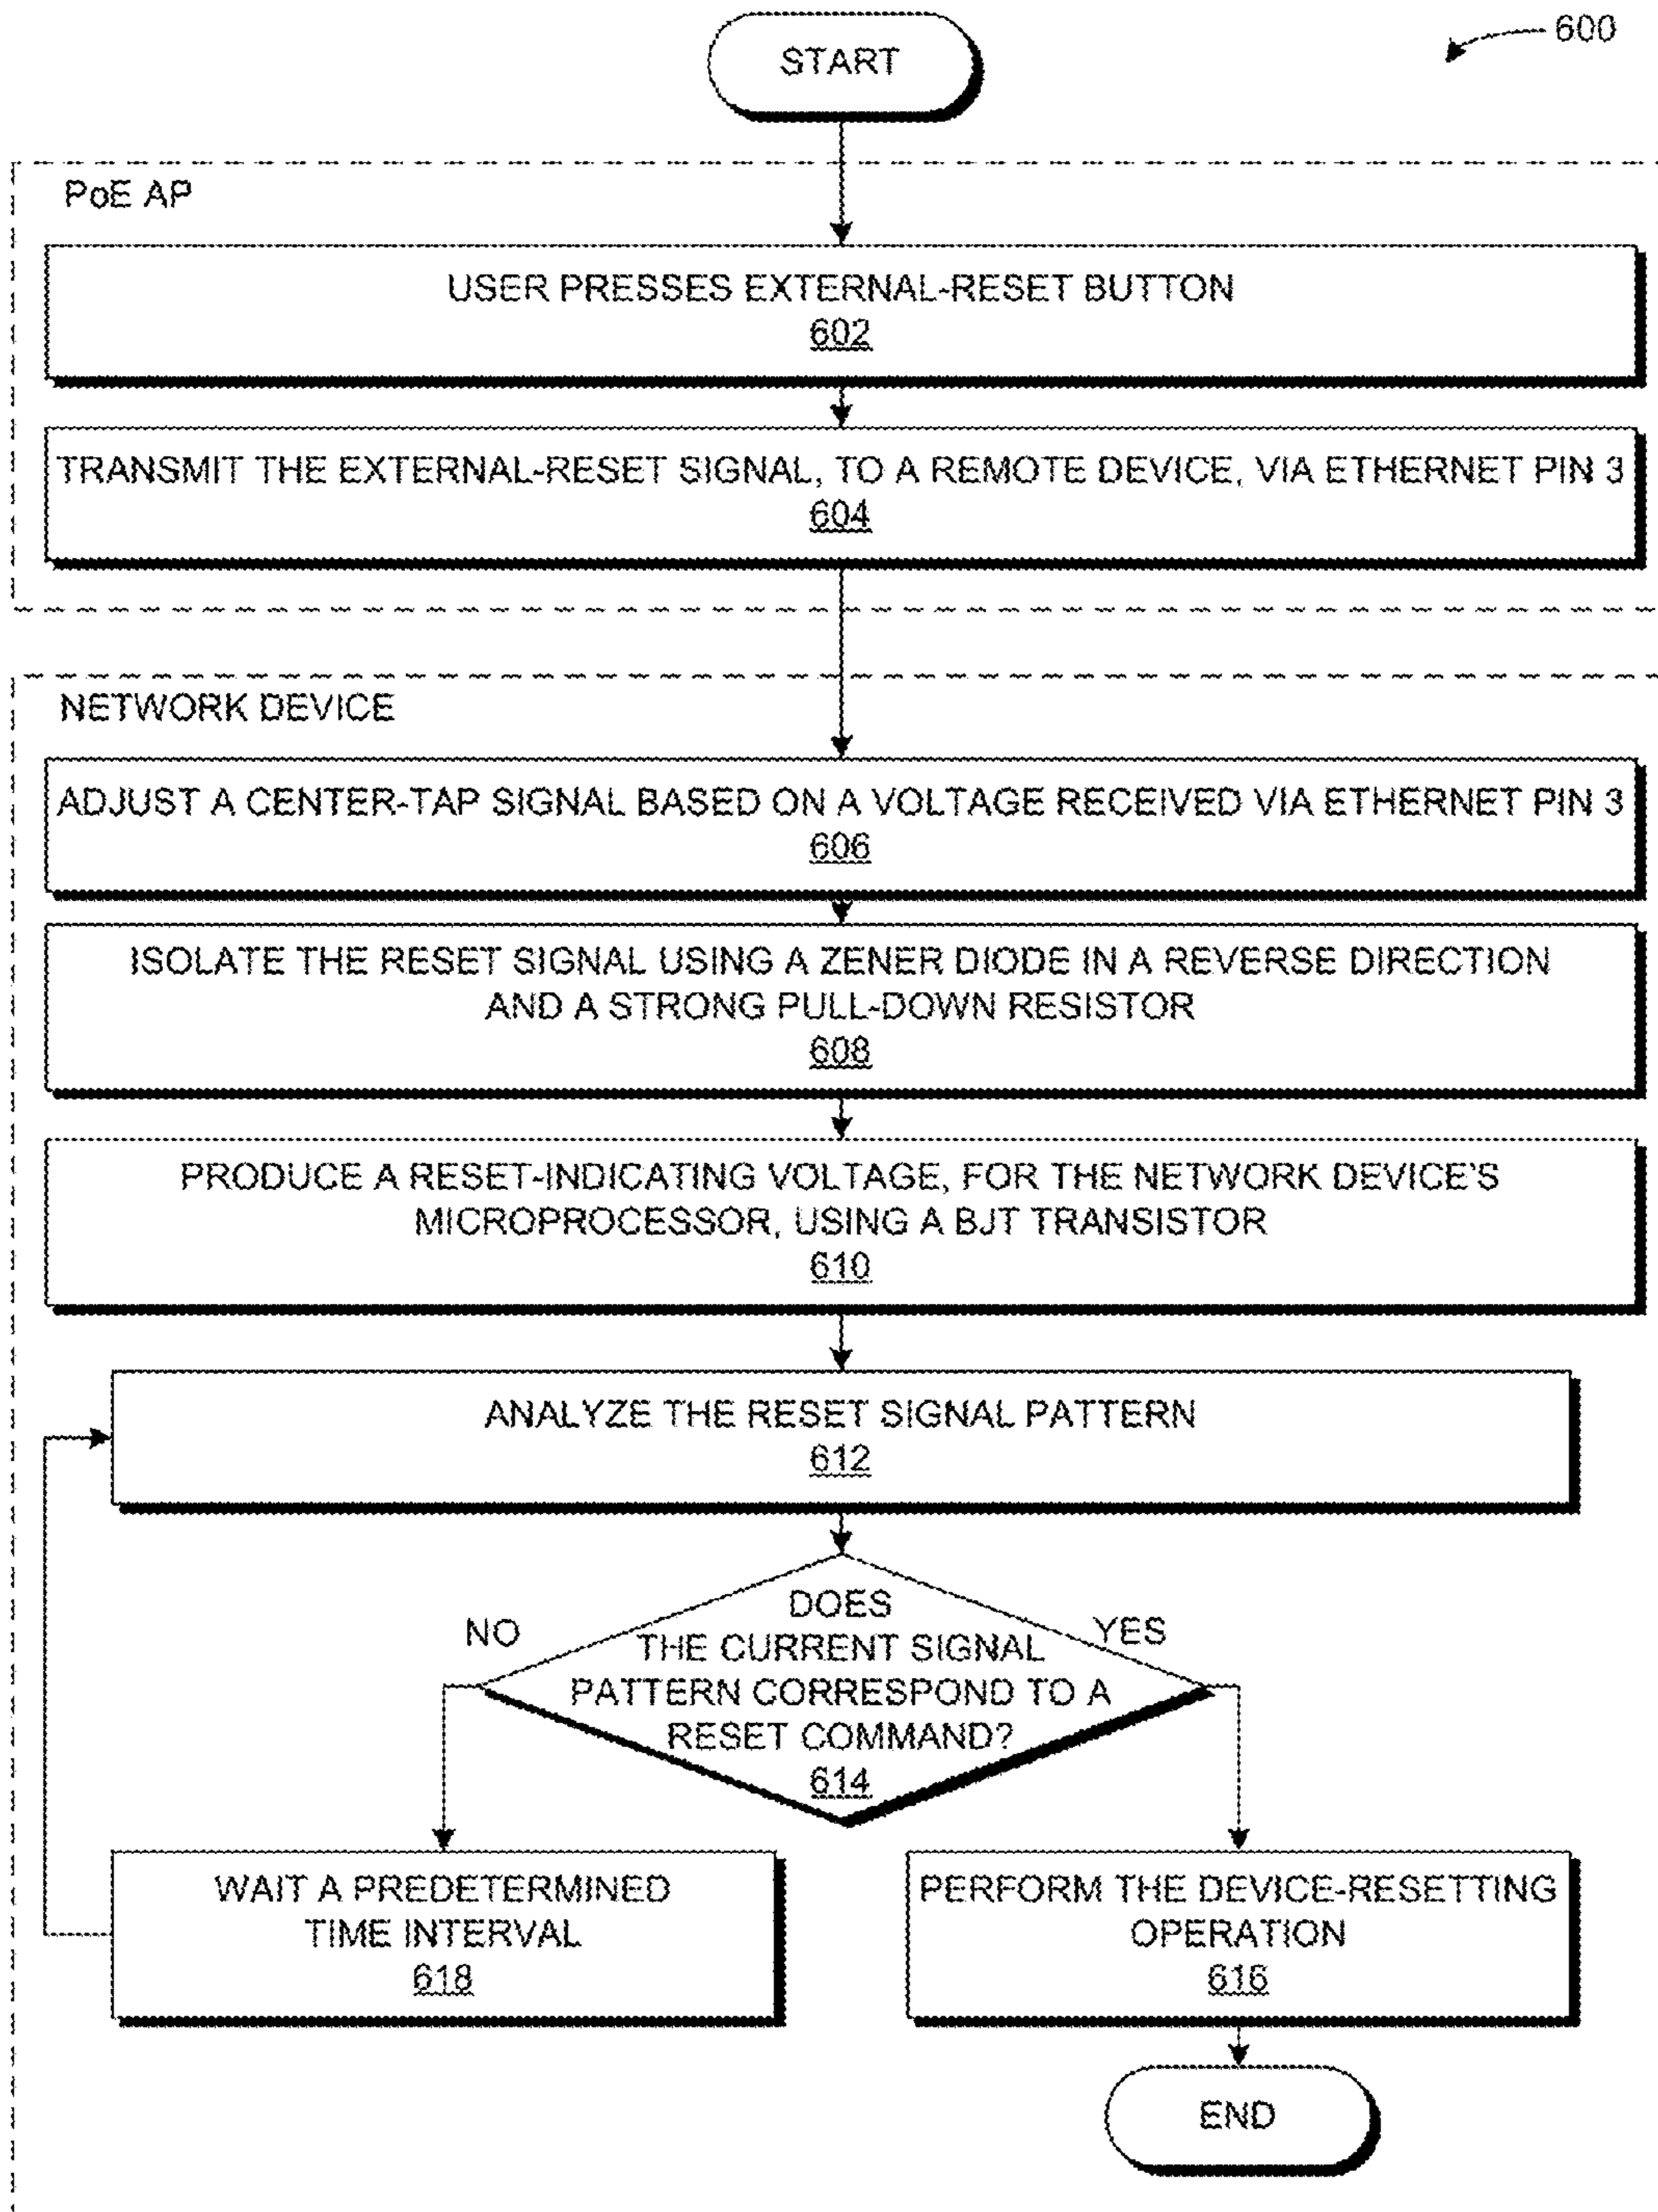 600
START
PoE AP
USER PRESSES EXTERNAL-RESET BUTTON
602
TRANSMIT THE EXTERNAL-RESET SIGNAL, TO A REMOTE DEVICE, VIA ETHERNET PIN 3
604
NETWORK DEVICE
ADJUST A CENTER-TAP SIGNAL BASED ON A VOLTAGE RECEIVED VIA ETHERNET PIN 3
606
ISOLATE THE RESET SIGNAL USING A ZENER DIODE IN A REVERSE DIRECTION
AND A STRONG PULL-DOWN RESISTOR
608
PRODUCE A RESET-INDICATING VOLTAGE, FOR THE NETWORK DEVICE'S
MICROPROCESSOR, USING A BJT TRANSISTOR
610
ANALYZE THE RESET SIGNAL PATTERN
612
DOES
THE CURRENT SIGNAL
PATTERN CORRESPOND TO A
RESET COMMAND?
614
NO
YES
WAIT A PREDETERMINED
TIME INTERVAL
618
PERFORM THE DEVICE-RESETTING
OPERATION
616
END